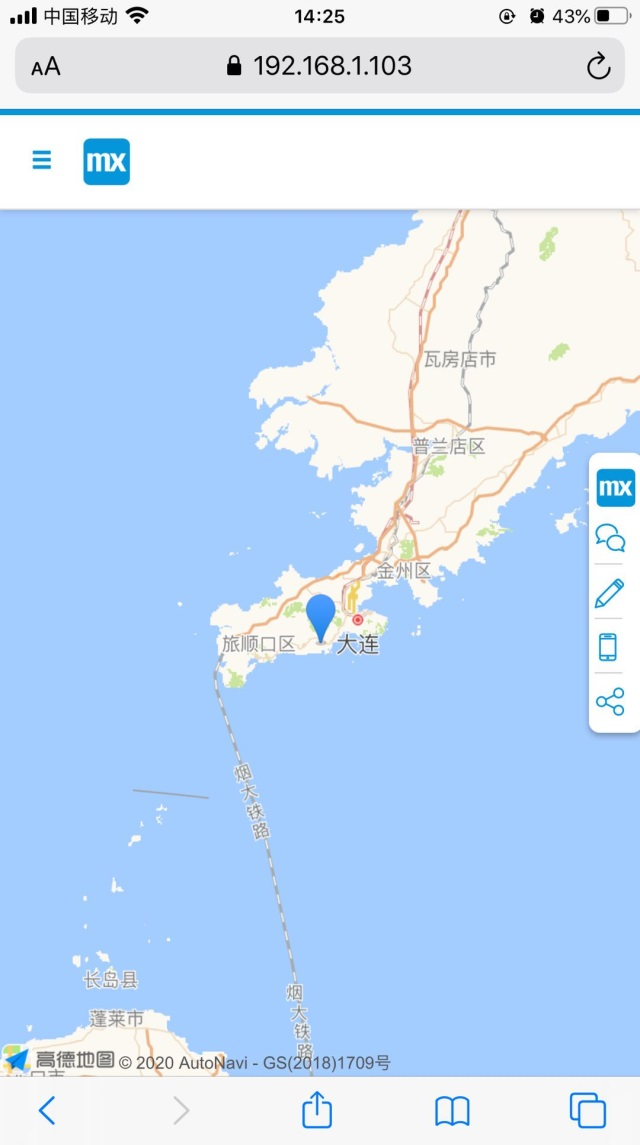 中国移动 14:25 43%
AA 192.168.1.103
mx
瓦房店市
普兰店区
mx
金州区
旅顺口区 大连
烟大铁路
长岛县
烟大铁路
蓬莱市
高德地图 © 2020 AutoNavi - GS(2018)1709号